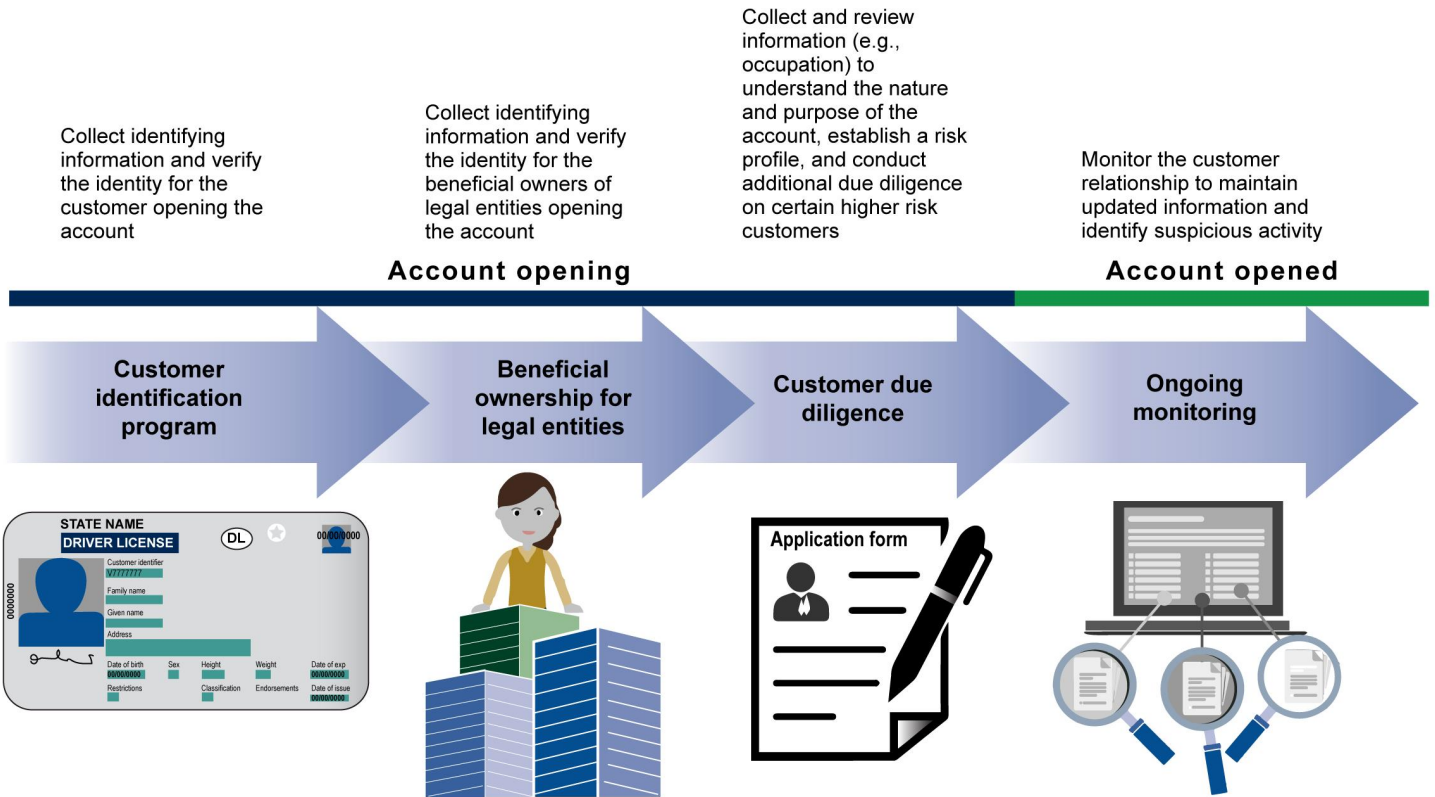 Collect identifying
information and verify
the identity for the
customer opening the
account
Collect identifying
information and verify
the identity for the
beneficial owners of
legal entities opening
the account
Collect and review
information (e.g.,
occupation) to
understand the nature
and purpose of the
account, establish a risk
profile, and conduct
additional due diligence
on certain higher risk
customers
Monitor the customer
relationship to maintain
updated information and
identify suspicious activity
Account opening
Account opened
Customer
identification
program
Beneficial
ownership for
legal entities
Customer due
diligence
Ongoing
monitoring
STATE NAME
DRIVER LICENSE
DL
00/00/0000
0000000
Customer identifier
V7777777
Family name
Given name
Address
Date of birth Sex Height Weight Date of exp
00/00/0000 00/00/0000
Restrictions Classification Endorsements Date of issue
00/00/0000
Application form